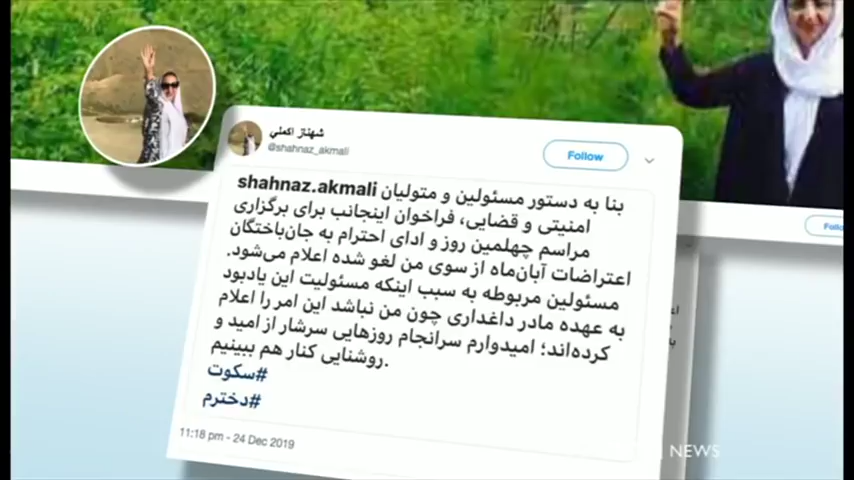 شهناز اکملي
@shahnaz_akmali
Follow
shahnaz.akmali بنا به دستور مسئولین و متولیان
امنیتی و قضایی، فراخوان اینجانب برای برگزاری
مراسم چهلمین روز و ادای احترام به جان‌باختگان
اعتراضات آبان‌ماه از سوی من لغو شده اعلام می‌شود.
مسئولین مربوطه به سبب اینکه مسئولیت این یادبود
به عهده مادر داغداری چون من نباشد این امر را اعلام
کرده‌اند؛ امیدوارم سرانجام روزهایی سرشار از امید و
روشنایی کنار هم ببینیم.
#سکوت
#دخترم
11:18 pm - 24 Dec 2019
NEWS